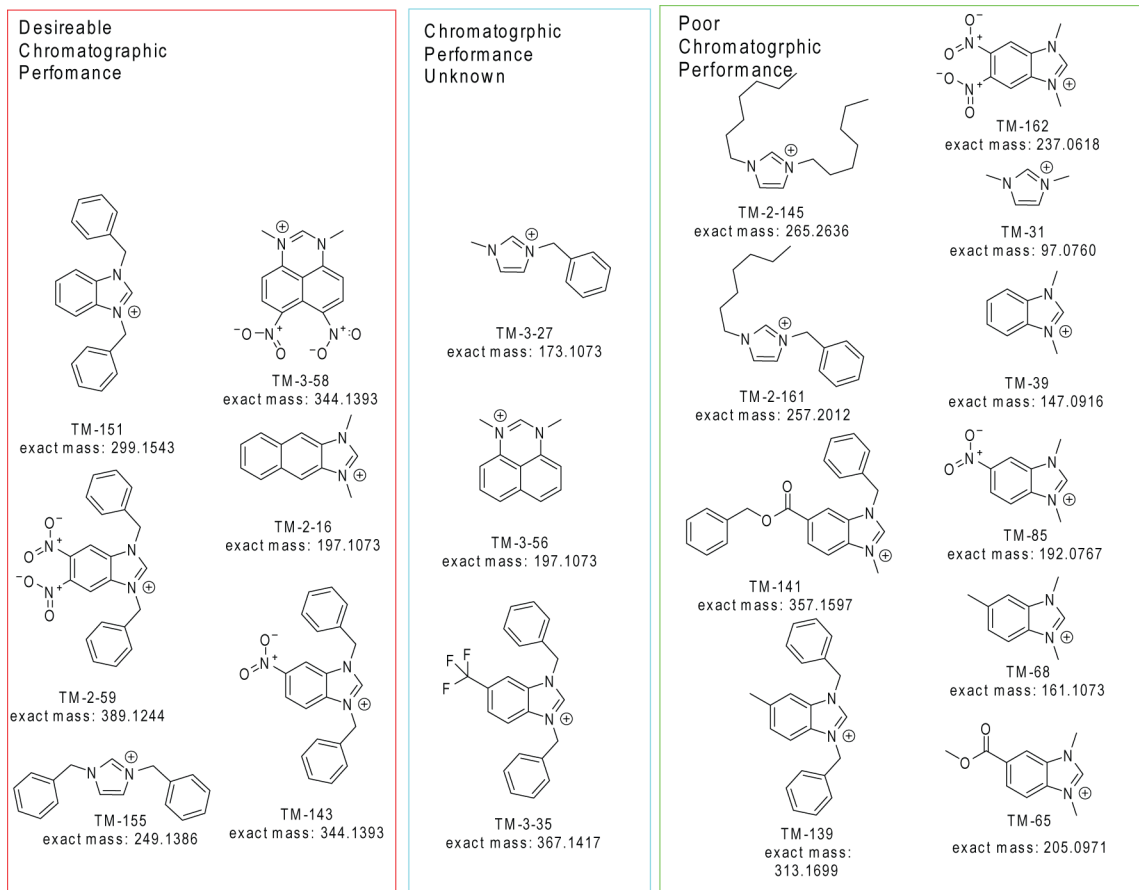 Desireable
Chromatographic
Perfomance
N
N
⊕
TM-151
exact mass: 299.1543
⊕
N
N
⁻O
N⁺
O
N⁺:O
⁻O
TM-3-58
exact mass: 344.1393
N
N
⊕
TM-2-16
exact mass: 197.1073
O⁻
O
N⁺
⁻O
N⁺
O
N
N
⊕
TM-2-59
exact mass: 389.1244
O⁻
N⁺
O
N
N
⊕
TM-143
exact mass: 344.1393
N
N
⊕
TM-155
exact mass: 249.1386
Chromatogrphic
Performance
Unknown
N
N
⊕
TM-3-27
exact mass: 173.1073
⊕
N
N
TM-3-56
exact mass: 197.1073
F
F
F
N
N
⊕
TM-3-35
exact mass: 367.1417
Poor
Chromatogrphic
Performance
N
N
⊕
TM-2-145
exact mass: 265.2636
N
N
⊕
TM-2-161
exact mass: 257.2012
O
O
N
N
⊕
TM-141
exact mass: 357.1597
N
N
⊕
TM-139
exact mass:
313.1699
O⁻
O
N⁺
⁻O
N⁺
O
N
N
⊕
TM-162
exact mass: 237.0618
N
N
⊕
TM-31
exact mass: 97.0760
N
N
⊕
TM-39
exact mass: 147.0916
O⁻
N⁺
O
N
N
⊕
TM-85
exact mass: 192.0767
N
N
⊕
TM-68
exact mass: 161.1073
O
O
N
N
⊕
TM-65
exact mass: 205.0971